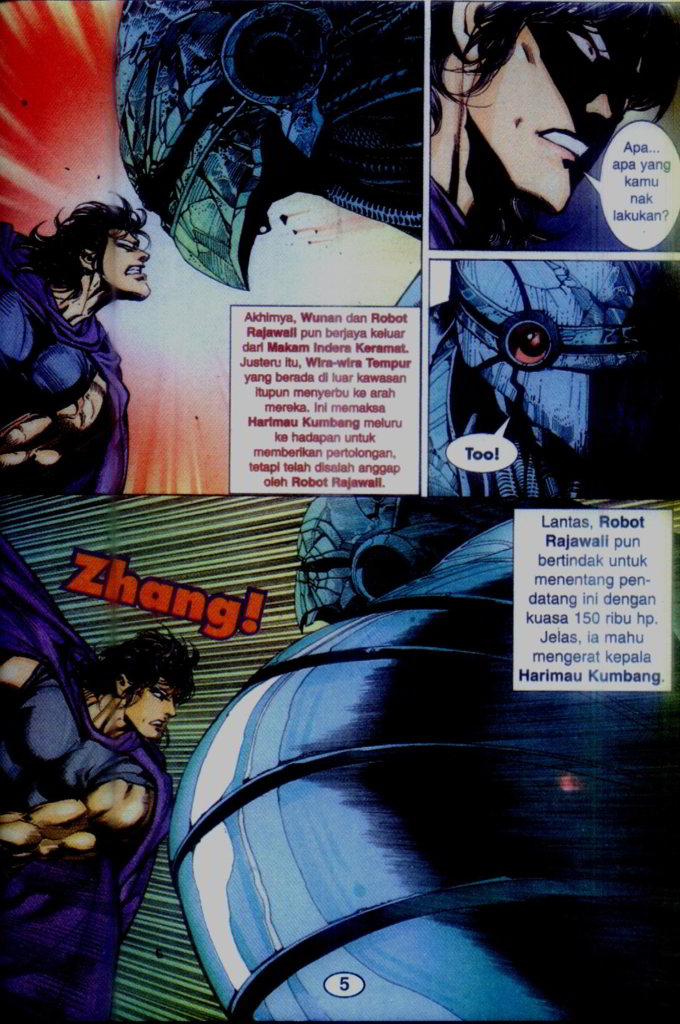 Akhirnya, Wunan dan Robot
Rajawali pun berjaya keluar
dari Makam Indera Keramat.
Justeru itu, Wira-wira Tempur
yang berada di luar kawasan
itupun menyerbu ke arah
mereka. Ini memaksa
Harimau Kumbang meluru
ke hadapan untuk
memberikan pertolongan,
tetapi telah disalah anggap
oleh Robot Rajawali.
Apa...
apa yang
kamu
nak
lakukan?
Too!
Zhang!
Lantas, Robot
Rajawali pun
bertindak untuk
menentang pen-
datang ini dengan
kuasa 150 ribu hp.
Jelas, ia mahu
mengerat kepala
Harimau Kumbang.
5